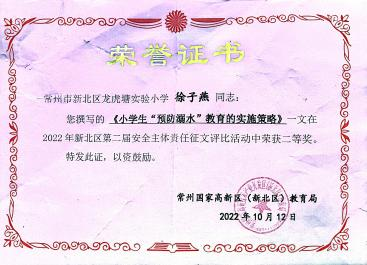 荣誉证书
常州市新北区龙虎塘实验小学 徐子燕 同志：
您撰写的《小学生“预防溺水”教育的实施策略》一文在
2022年新北区第二届安全主体责任征文评比活动中荣获二等奖。
特发此证，以资鼓励。
常州国家高新区（新北区）教育局
2022年10月12日